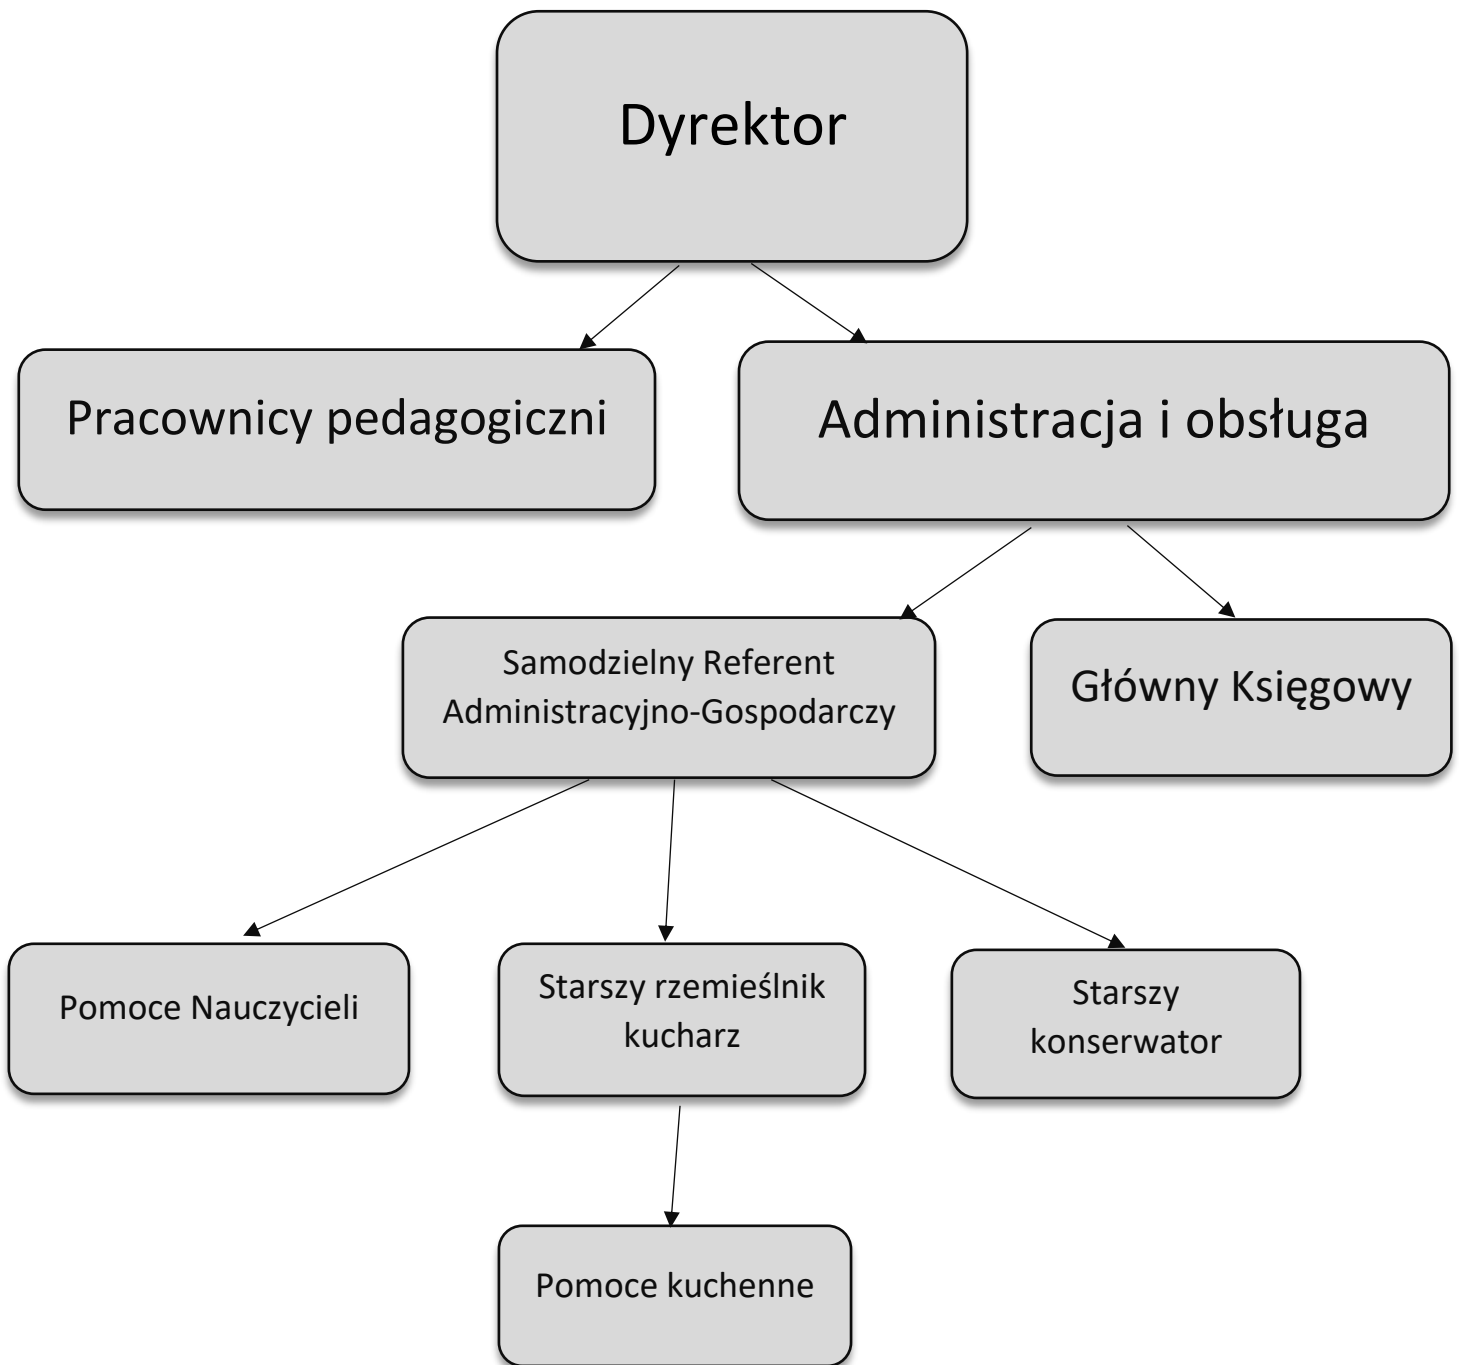 Dyrektor
Pracownicy pedagogiczni
Administracja i obsługa
Samodzielny Referent
Administracyjno-Gospodarczy
Główny Księgowy
Pomoce Nauczycieli
Starszy rzemieślnik
kucharz
Starszy
konserwator
Pomoce kuchenne